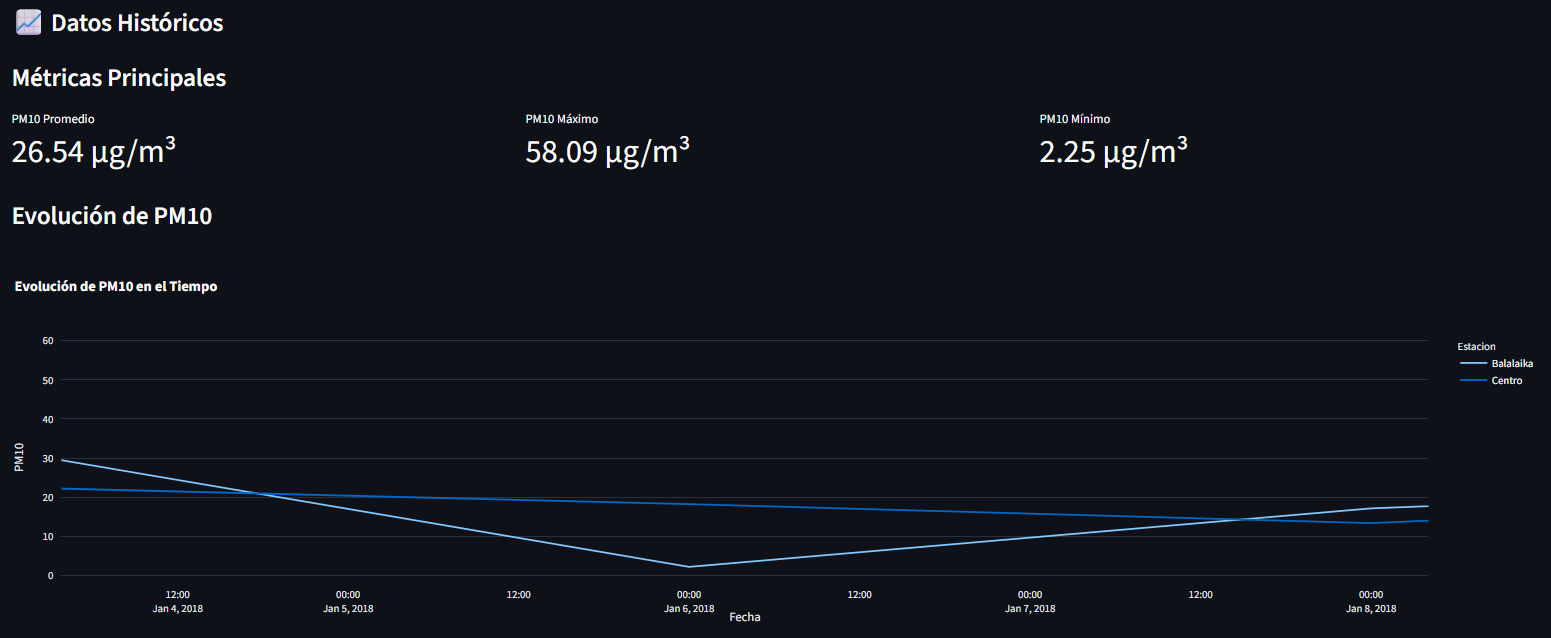 Datos Históricos
Métricas Principales
PM10 Promedio
26.54 µg/m³
PM10 Máximo
58.09 µg/m³
PM10 Mínimo
2.25 µg/m³
Evolución de PM10
Evolución de PM10 en el Tiempo
60
50
40
30
20
10
0
PM10
12:00
Jan 4, 2018
00:00
Jan 5, 2018
12:00
00:00
Jan 6, 2018
12:00
00:00
Jan 7, 2018
12:00
00:00
Jan 8, 2018
Fecha
Estacion
Balalaika
Centro